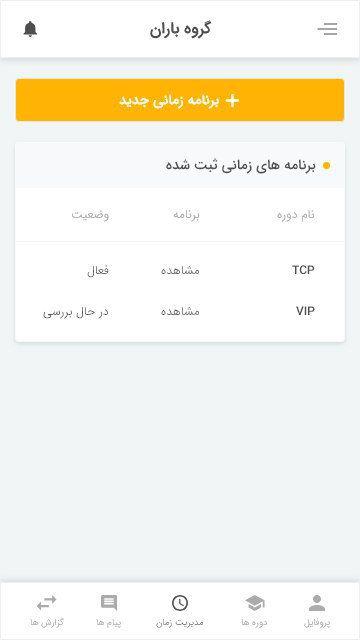 گروه باران
برنامه زمانی جدید
برنامه های زمانی ثبت شده
نام دوره برنامه وضعیت
TCP مشاهده فعال
VIP مشاهده در حال بررسی
پروفایل دوره ها مدیریت زمان پیام ها گزارش ها